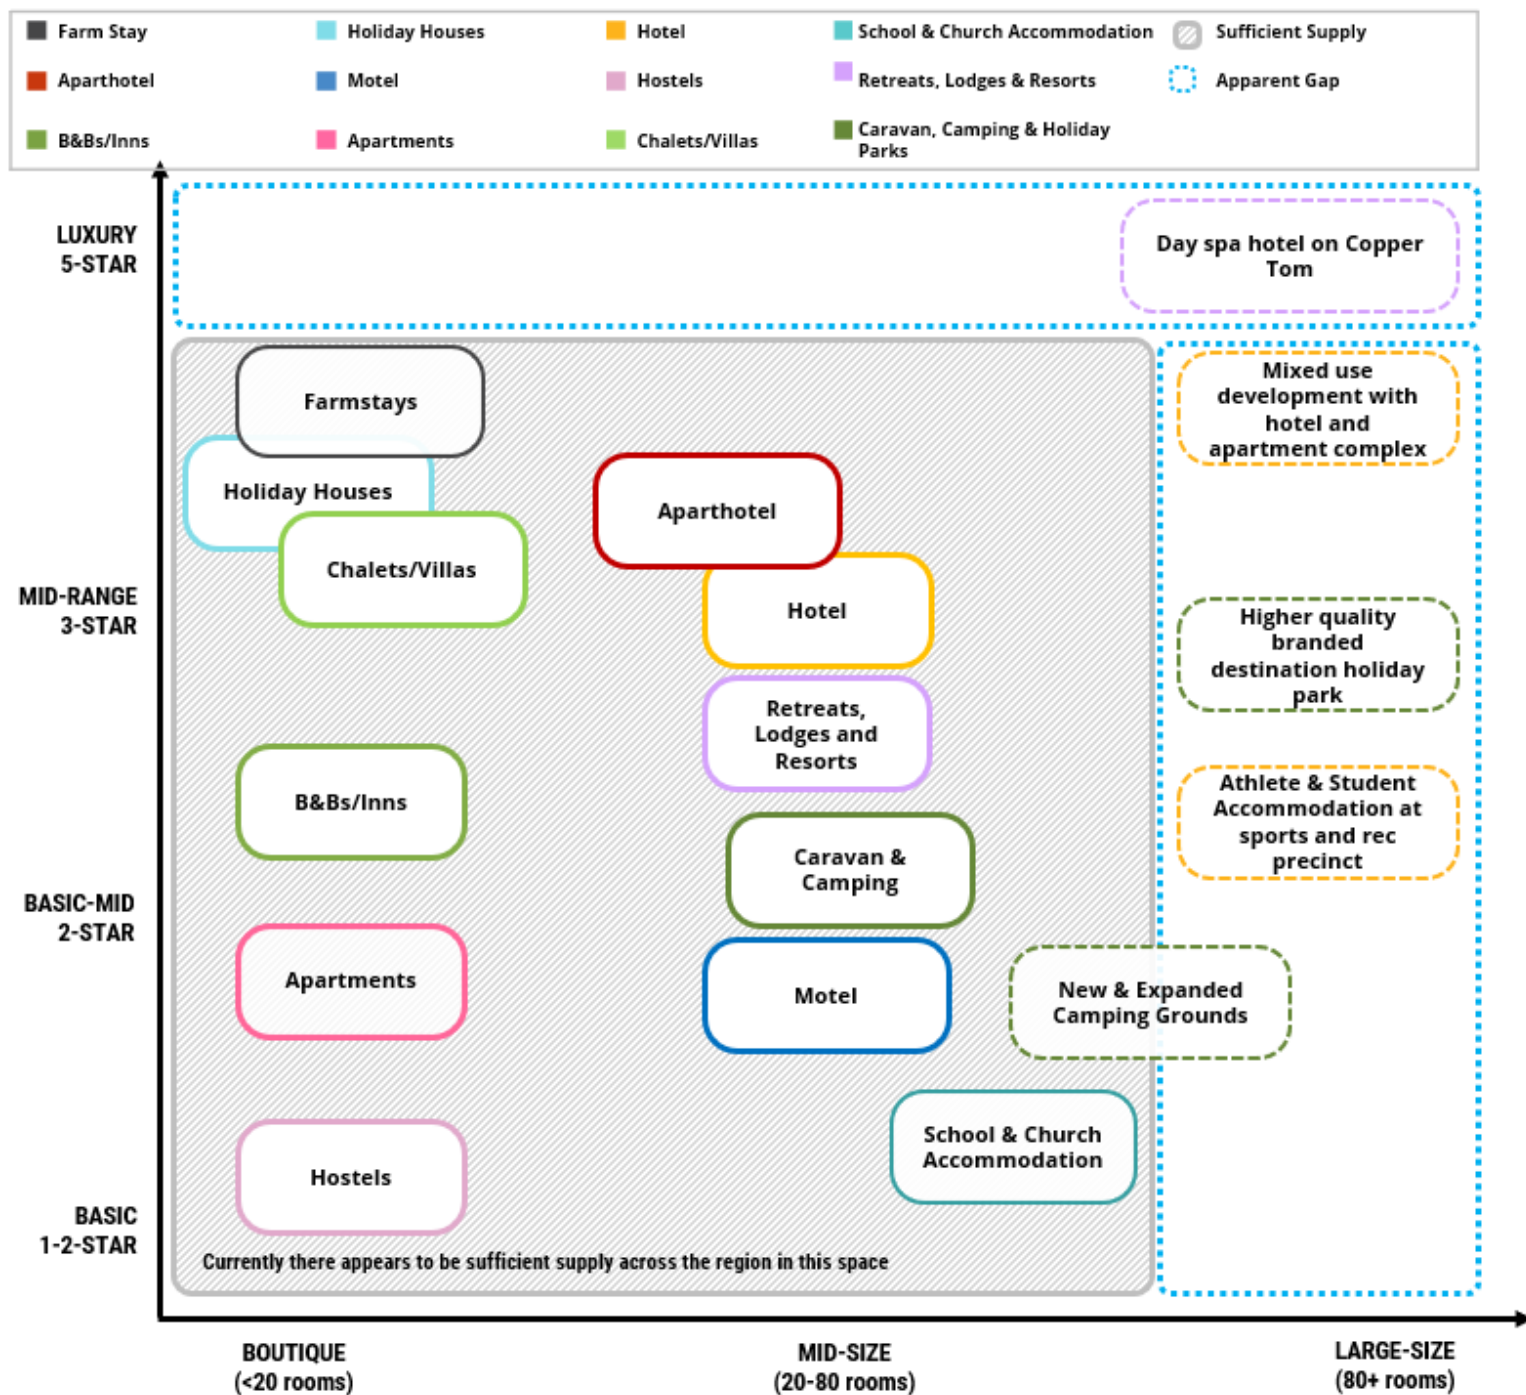 Farm Stay
Holiday Houses
Hotel
School & Church Accommodation
Sufficient Supply
Aparthotel
Motel
Hostels
Retreats, Lodges & Resorts
Apparent Gap
B&Bs/Inns
Apartments
Chalets/Villas
Caravan, Camping & Holiday
Parks
LUXURY
5-STAR
Day spa hotel on Copper
Tom
Farmstays
Mixed use
development with
hotel and
apartment complex
Holiday Houses
Aparthotel
Chalets/Villas
MID-RANGE
3-STAR
Hotel
Higher quality
branded
destination holiday
park
Retreats,
Lodges and
Resorts
B&Bs/Inns
Athlete & Student
Accommodation at
sports and rec
precinct
Caravan &
Camping
BASIC-MID
2-STAR
Apartments
Motel
New & Expanded
Camping Grounds
School & Church
Accommodation
Hostels
BASIC
1-2-STAR
Currently there appears to be sufficient supply across the region in this space
BOUTIQUE
(<20 rooms)
MID-SIZE
(20-80 rooms)
LARGE-SIZE
(80+ rooms)